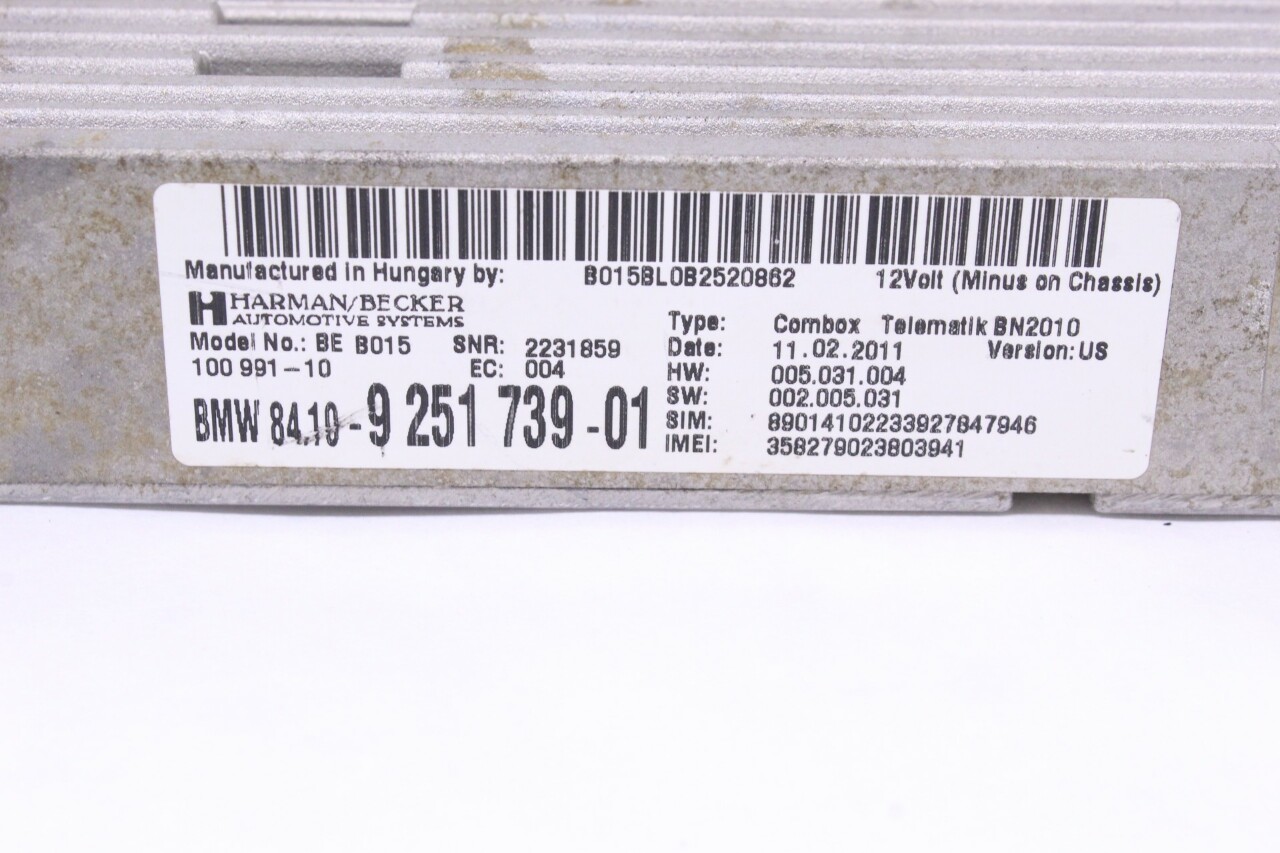 Manufactured in Hungary by: B015BL0B2520862 12Volt (Minus on Chassis)
HARMAN/BECKER
AUTOMOTIVE SYSTEMS
Model No.: BE B015 SNR: 2231859
100 991-10 EC: 004
BMW 84.10-9 251 739-01
Type: Combox Telematik BN2010
Date: 11.02.2011 Version: US
HW: 005.031.004
SW: 002.005.031
SIM: 89014102233927847946
IMEI: 358279023803941